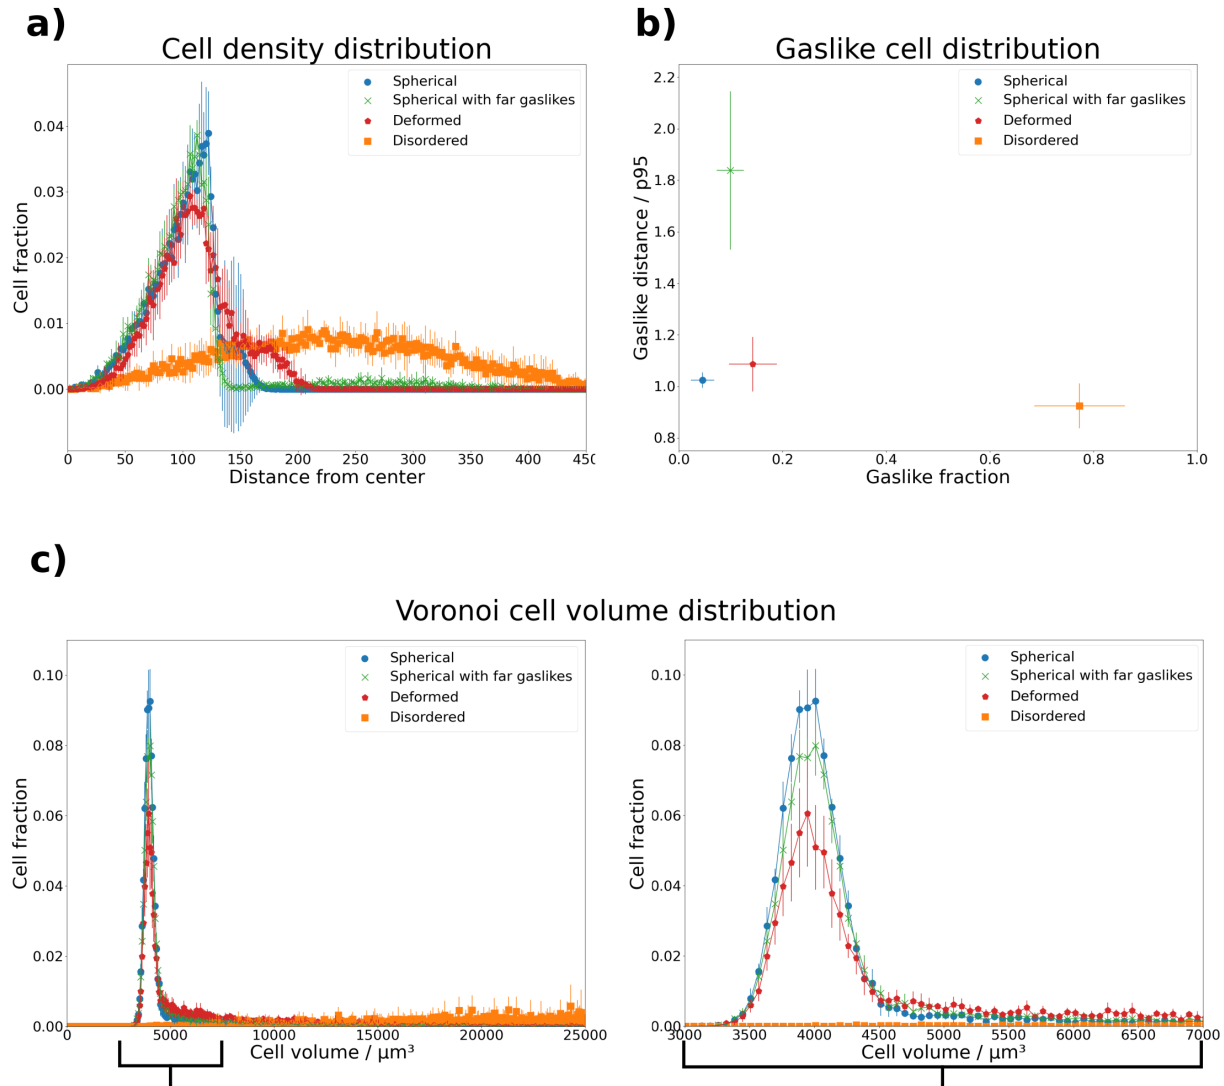 a)
Cell density distribution
Cell fraction
0.04
0.03
0.02
0.01
0.00
Spherical
Spherical with far gaslikes
Deformed
Disordered
0 50 100 150 200 250 300 350 400 450
Distance from center
b)
Gaslike cell distribution
Gaslike distance / p95
2.2
2.0
1.8
1.6
1.4
1.2
1.0
0.8
Spherical
Spherical with far gaslikes
Deformed
Disordered
0.0 0.2 0.4 0.6 0.8 1.0
Gaslike fraction
c)
Voronoi cell volume distribution
Cell fraction
0.10
0.08
0.06
0.04
0.02
0.00
Spherical
Spherical with far gaslikes
Deformed
Disordered
0 5000 10000 15000 20000 25000
Cell volume / μm³
Cell fraction
0.10
0.08
0.06
0.04
0.02
0.00
Spherical
Spherical with far gaslikes
Deformed
Disordered
3000 3500 4000 4500 5000 5500 6000 6500 7000
Cell volume / μm³